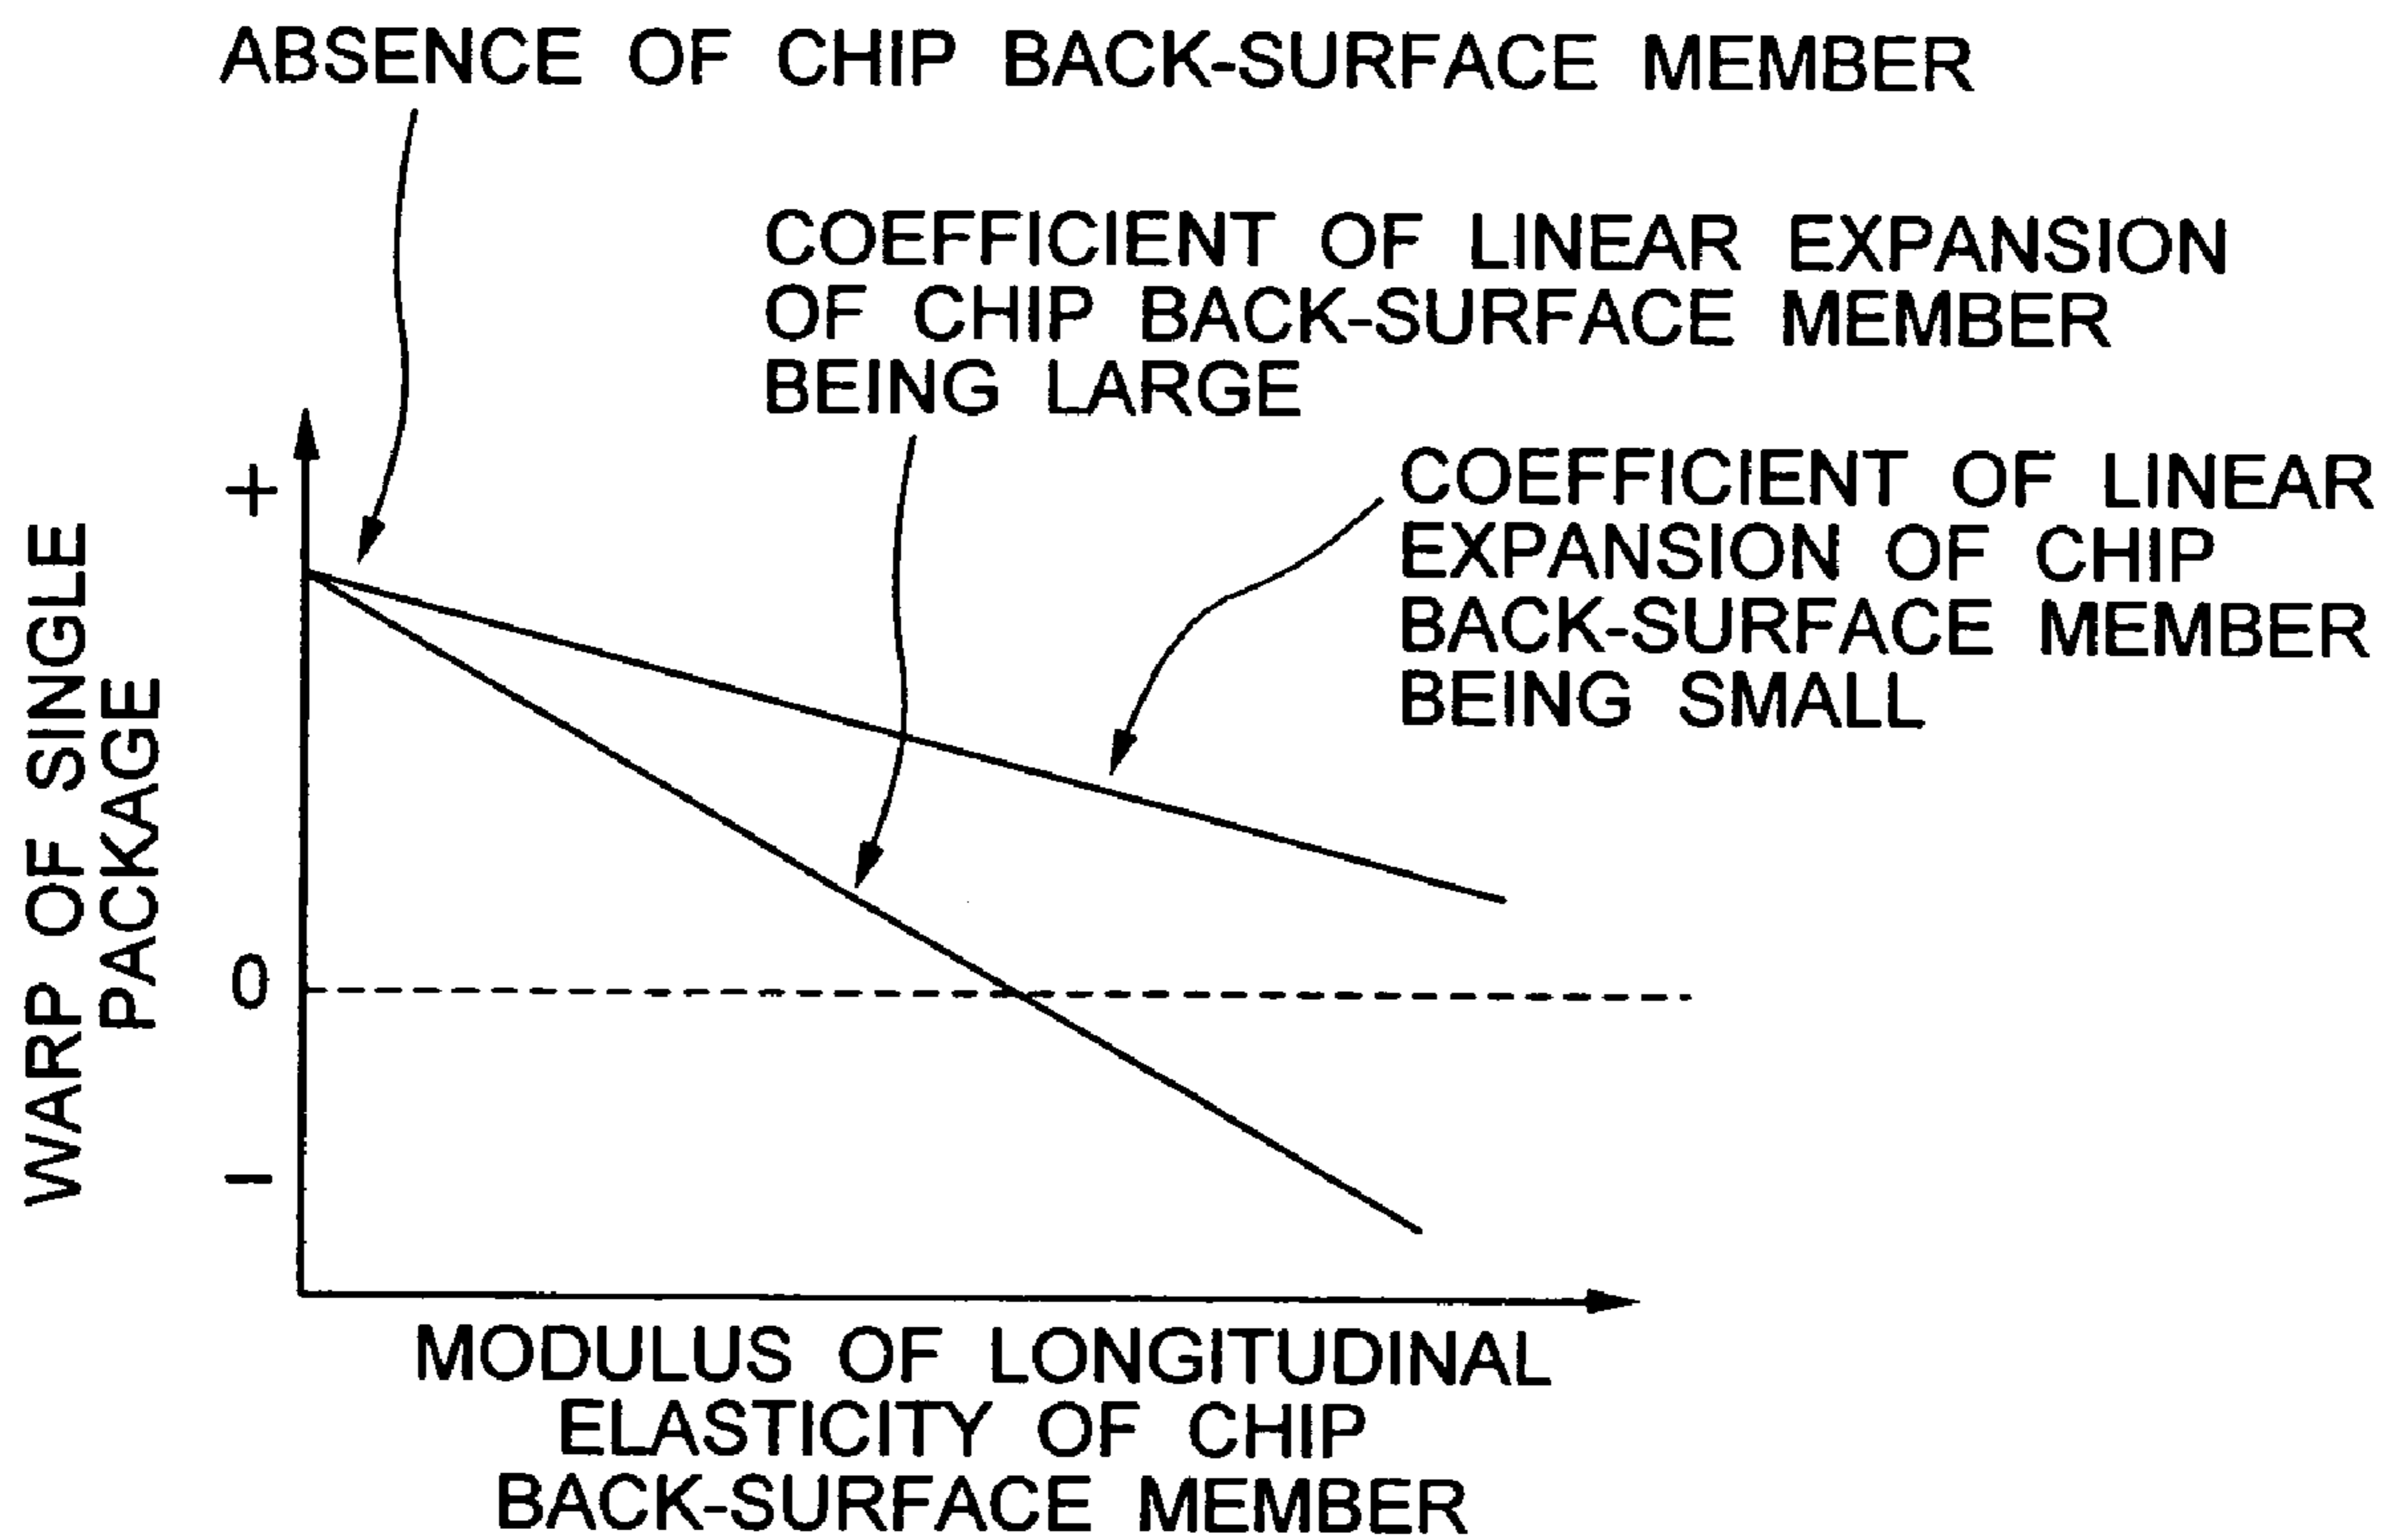 ABSENCE OF CHIP BACK-SURFACE MEMBER
COEFFICIENT OF LINEAR EXPANSION
OF CHIP BACK-SURFACE MEMBER
BEING LARGE
COEFFICIENT OF LINEAR
EXPANSION OF CHIP
BACK-SURFACE MEMBER
BEING SMALL
+
0
−
WARP OF SINGLE
PACKAGE
MODULUS OF LONGITUDINAL
ELASTICITY OF CHIP
BACK-SURFACE MEMBER